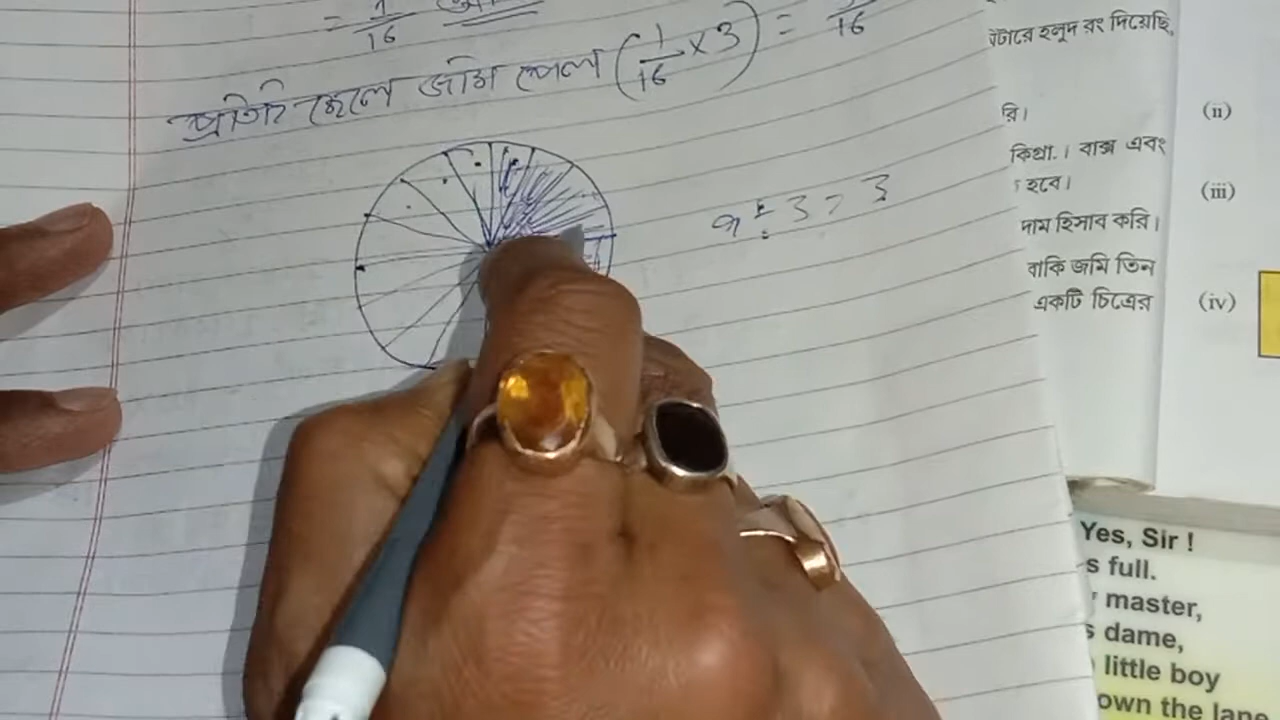 = 1/16 অংশ
প্রতিটি ছেলে জমি পেল (1/16 × 3) = 3/16
৯ ÷ 3 = 3
টারে হলুদ রং দিয়েছি,
রি।
কিগ্রা. । বাক্স এবং
হবে।
দাম হিসাব করি।
বাকি জমি তিন
একটি চিত্রের
(ii)
(iii)
(iv)
Yes, Sir !
s full.
master,
s dame,
little boy
own the lane